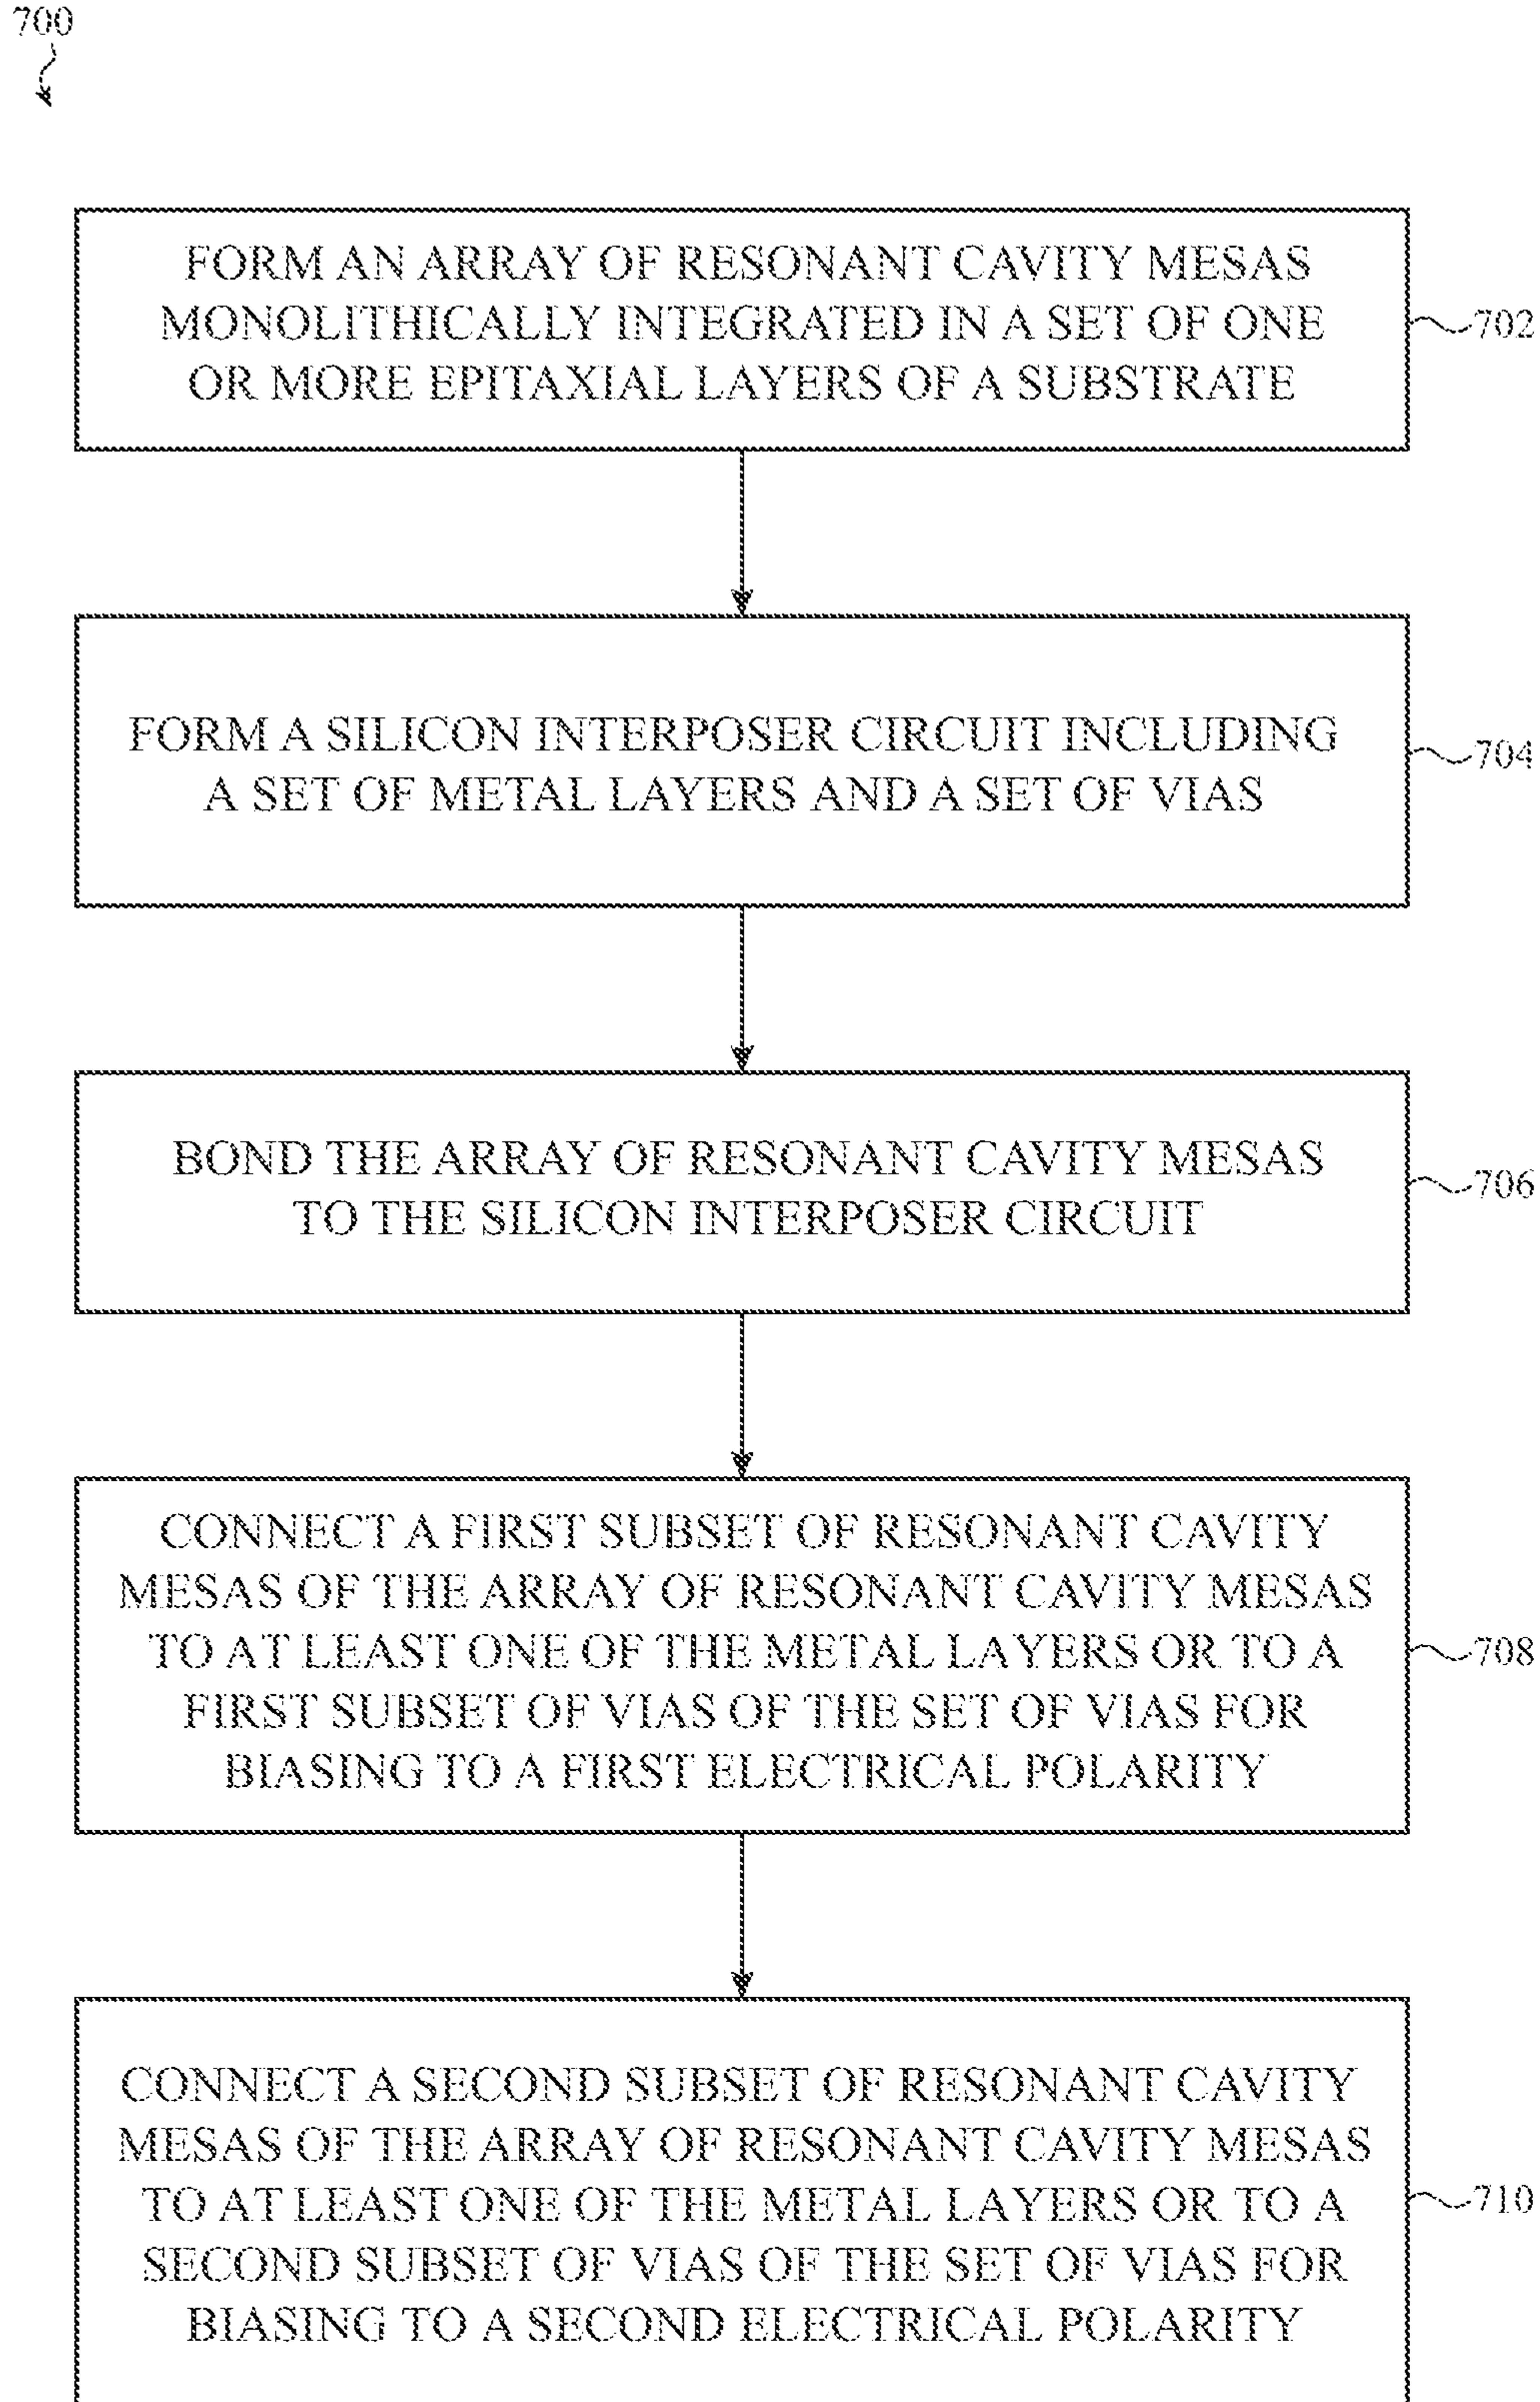 700
FORM AN ARRAY OF RESONANT CAVITY MESAS
MONOLITHICALLY INTEGRATED IN A SET OF ONE
OR MORE EPITAXIAL LAYERS OF A SUBSTRATE
702
FORM A SILICON INTERPOSER CIRCUIT INCLUDING
A SET OF METAL LAYERS AND A SET OF VIAS
704
BOND THE ARRAY OF RESONANT CAVITY MESAS
TO THE SILICON INTERPOSER CIRCUIT
706
CONNECT A FIRST SUBSET OF RESONANT CAVITY
MESAS OF THE ARRAY OF RESONANT CAVITY MESAS
TO AT LEAST ONE OF THE METAL LAYERS OR TO A
FIRST SUBSET OF VIAS OF THE SET OF VIAS FOR
BIASING TO A FIRST ELECTRICAL POLARITY
708
CONNECT A SECOND SUBSET OF RESONANT CAVITY
MESAS OF THE ARRAY OF RESONANT CAVITY MESAS
TO AT LEAST ONE OF THE METAL LAYERS OR TO A
SECOND SUBSET OF VIAS OF THE SET OF VIAS FOR
BIASING TO A SECOND ELECTRICAL POLARITY
710